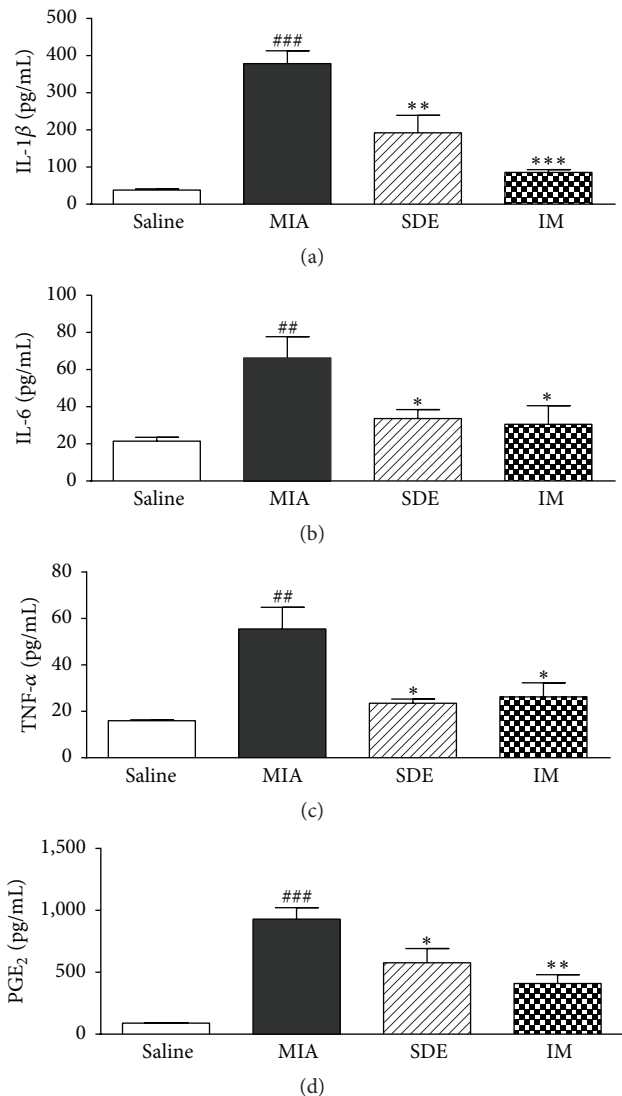 500
400
300
200
100
0
IL-1β (pg/mL)
###
**
***
Saline MIA SDE IM
(a)
100
80
60
40
20
0
IL-6 (pg/mL)
##
*
*
Saline MIA SDE IM
(b)
80
60
40
20
0
TNF-α (pg/mL)
##
*
*
Saline MIA SDE IM
(c)
1,500
1,000
500
0
PGE₂ (pg/mL)
###
*
**
Saline MIA SDE IM
(d)